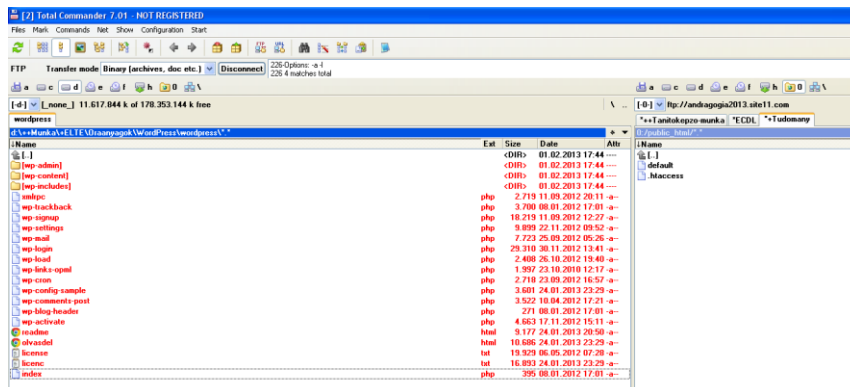 [2] Total Commander 7.01 - NOT REGISTERED
Files Mark Commands Net Show Configuration Start
FTP Transfer mode Binary (archives, doc etc.) Disconnect 226-Options: -a -l
226 4 matches total
a c d e f h 0 \
a c d e f h 0 \
[-d-] [_none_] 11.617.844 k of 178.353.144 k free \ ..
[-0-] ftp://andragogia2013.site11.com
wordpress
*++Tanitokepzo-munka *ECDL *+Tudomany
d:\++Munka\+ELTE\Oraanyagok\WordPress\wordpress\*.* + ▼
0:/public_html/*.*
↓Name Ext Size Date Attr
↓Name
[..] <DIR> 01.02.2013 17:44 ----
[..]
[wp-admin] <DIR> 01.02.2013 17:44 ----
default
[wp-content] <DIR> 01.02.2013 17:44 ----
.htaccess
[wp-includes] <DIR> 01.02.2013 17:44 ----
xmlrpc php 2.719 11.09.2012 20:11 -a--
wp-trackback php 3.700 08.01.2012 17:01 -a--
wp-signup php 18.219 11.09.2012 12:27 -a--
wp-settings php 9.899 22.11.2012 09:52 -a--
wp-mail php 7.723 25.09.2012 05:26 -a--
wp-login php 29.310 30.11.2012 13:41 -a--
wp-load php 2.408 26.10.2012 19:40 -a--
wp-links-opml php 1.997 23.10.2010 12:17 -a--
wp-cron php 2.718 23.09.2012 16:57 -a--
wp-config-sample php 3.601 24.01.2013 23:29 -a--
wp-comments-post php 3.522 10.04.2012 17:21 -a--
wp-blog-header php 271 08.01.2012 17:01 -a--
wp-activate php 4.663 17.11.2012 15:11 -a--
readme html 9.177 24.01.2013 20:50 -a--
olvasdel html 10.686 24.01.2013 23:29 -a--
license txt 19.929 06.05.2012 07:28 -a--
licenc txt 16.893 24.01.2013 23:29 -a--
index php 395 08.01.2012 17:01 -a--